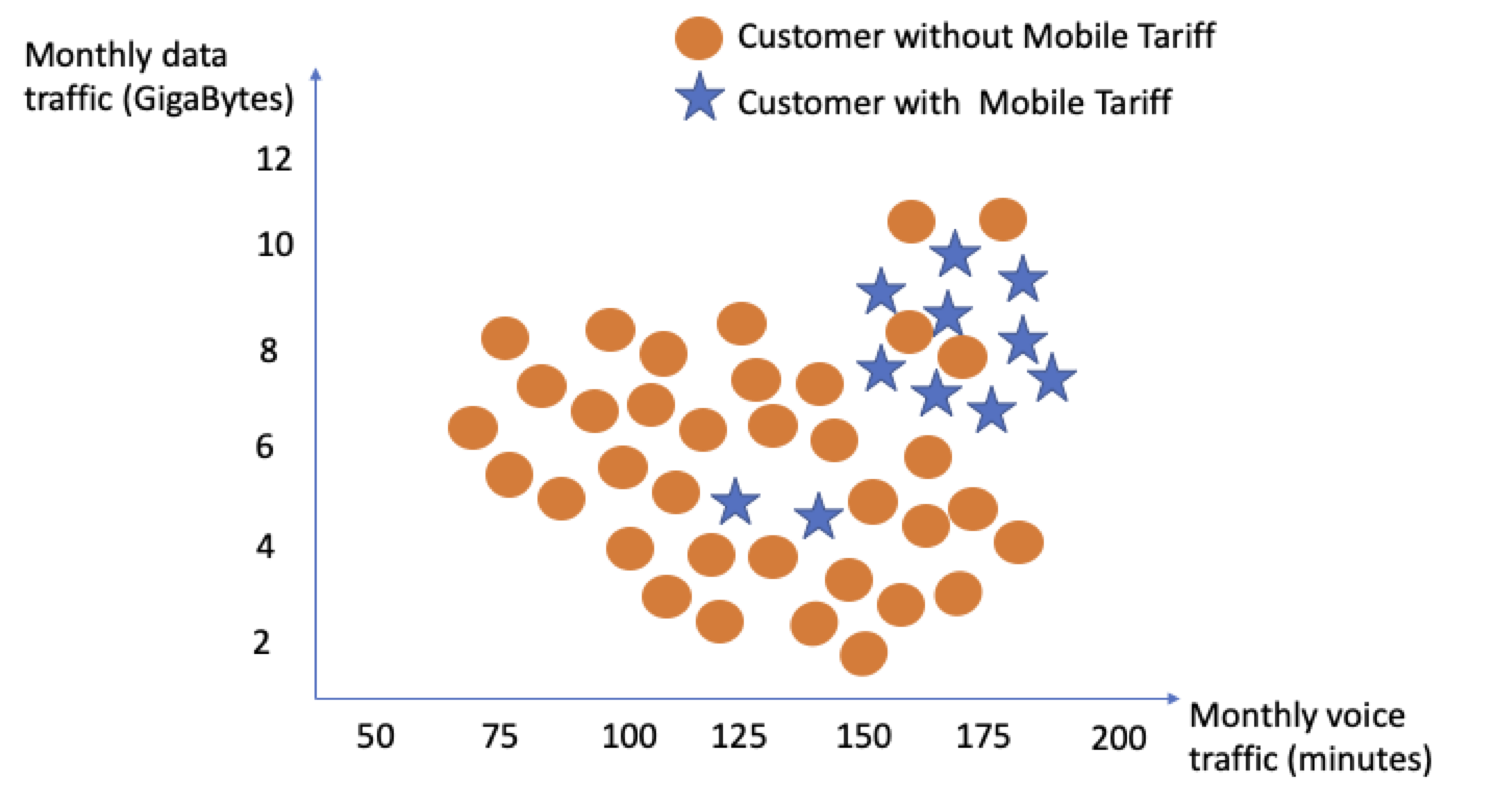 Customer without Mobile Tariff
Customer with Mobile Tariff
Monthly data
traffic (GigaBytes)
12
10
8
6
4
2
50 75 100 125 150 175 200
Monthly voice
traffic (minutes)